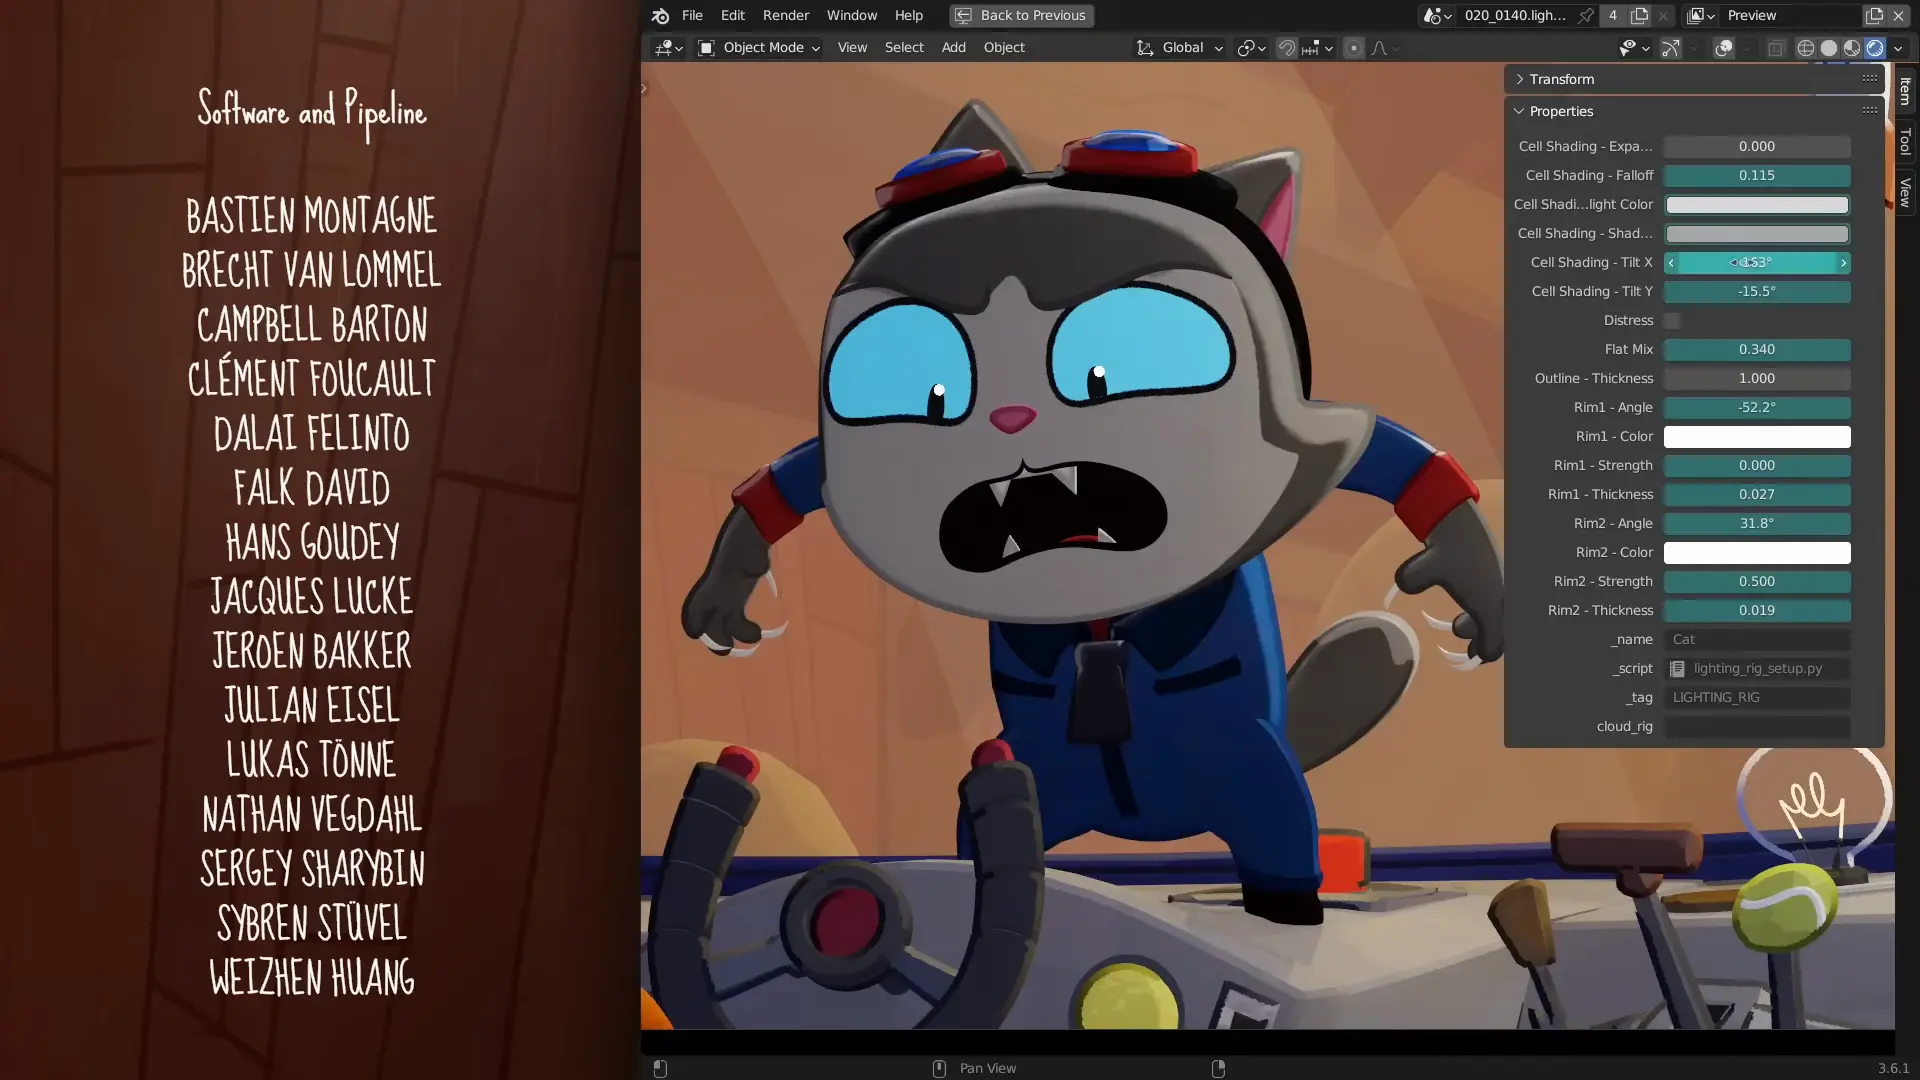 Software and Pipeline
BASTIEN MONTAGNE
BRECHT VAN LOMMEL
CAMPBELL BARTON
CLÉMENT FOUCAULT
DALAI FELINTO
FALK DAVID
HANS GOUDEY
JACQUES LUCKE
JEROEN BAKKER
JULIAN EISEL
LUKAS TÖNNE
NATHAN VEGDAHL
SERGEY SHARYBIN
SYBREN STÜVEL
WEIZHEN HUANG
File Edit Render Window Help Back to Previous 020_0140.ligh... 4 Preview
Object Mode View Select Add Object Global
Transform
Properties
Cell Shading - Expa... 0.000
Cell Shading - Falloff 0.115
Cell Shadi...light Color
Cell Shading - Shad...
Cell Shading - Tilt X
Cell Shading - Tilt Y -15.5°
Distress
Flat Mix 0.340
Outline - Thickness 1.000
Rim1 - Angle -52.2°
Rim1 - Color
Rim1 - Strength 0.000
Rim1 - Thickness 0.027
Rim2 - Angle 31.8°
Rim2 - Color
Rim2 - Strength 0.500
Rim2 - Thickness 0.019
_name Cat
_script lighting_rig_setup.py
_tag LIGHTING_RIG
cloud_rig
Item
Tool
View
Pan View
3.6.1